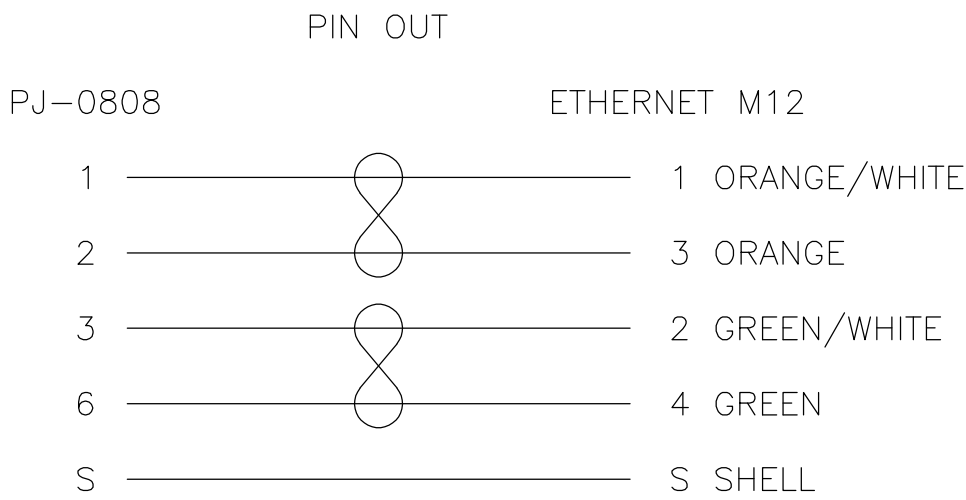 PIN OUT
PJ-0808 ETHERNET M12
1 1 ORANGE/WHITE
2 3 ORANGE
3 2 GREEN/WHITE
6 4 GREEN
S S SHELL